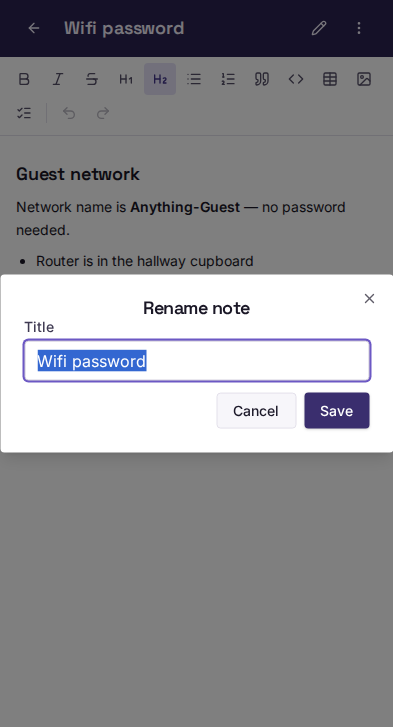 Wifi password
B I S H1 H2
Guest network
Network name is Anything-Guest — no password
needed.
• Router is in the hallway cupboard
Rename note
Title
Wifi password
Cancel
Save